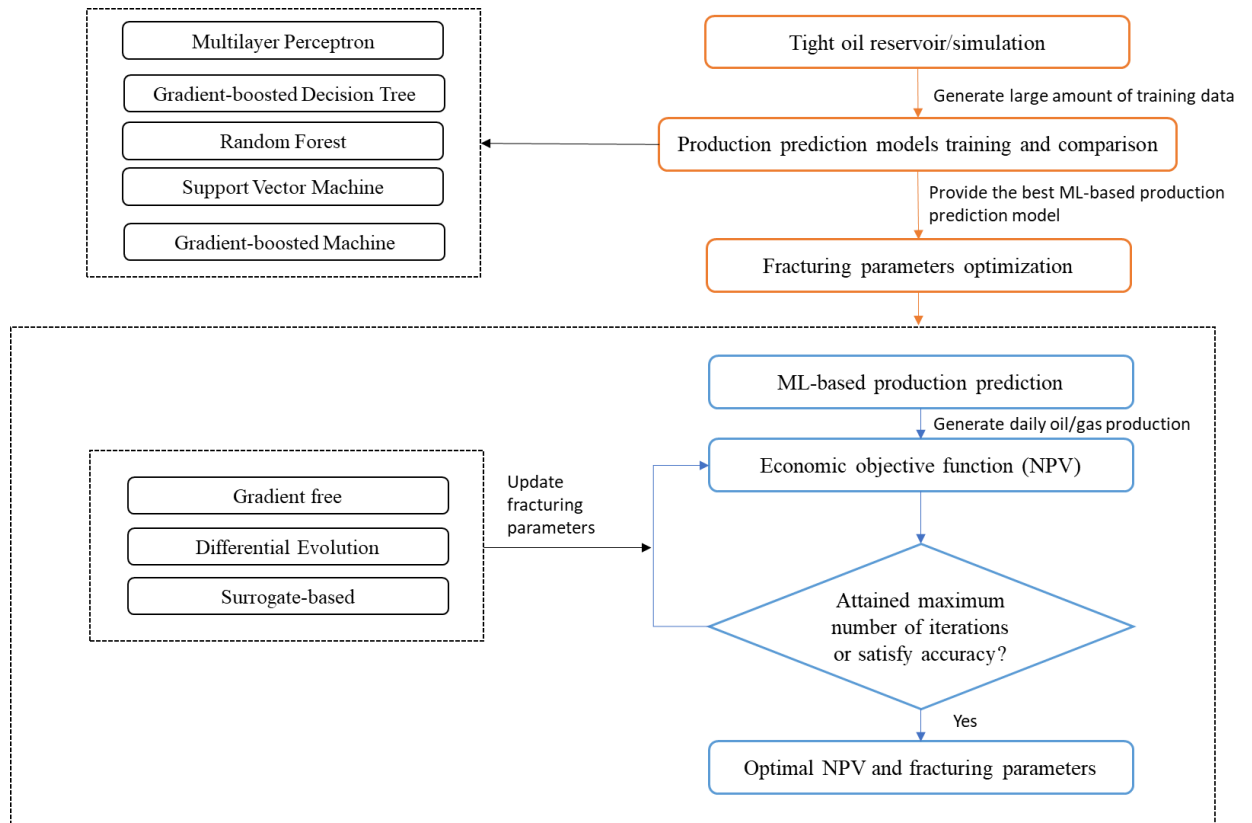 Multilayer Perceptron
Gradient-boosted Decision Tree
Random Forest
Support Vector Machine
Gradient-boosted Machine
Tight oil reservoir/simulation
Generate large amount of training data
Production prediction models training and comparison
Provide the best ML-based production
prediction model
Fracturing parameters optimization
ML-based production prediction
Generate daily oil/gas production
Economic objective function (NPV)
Gradient free
Differential Evolution
Surrogate-based
Update
fracturing
parameters
Attained maximum
number of iterations
or satisfy accuracy?
Yes
Optimal NPV and fracturing parameters